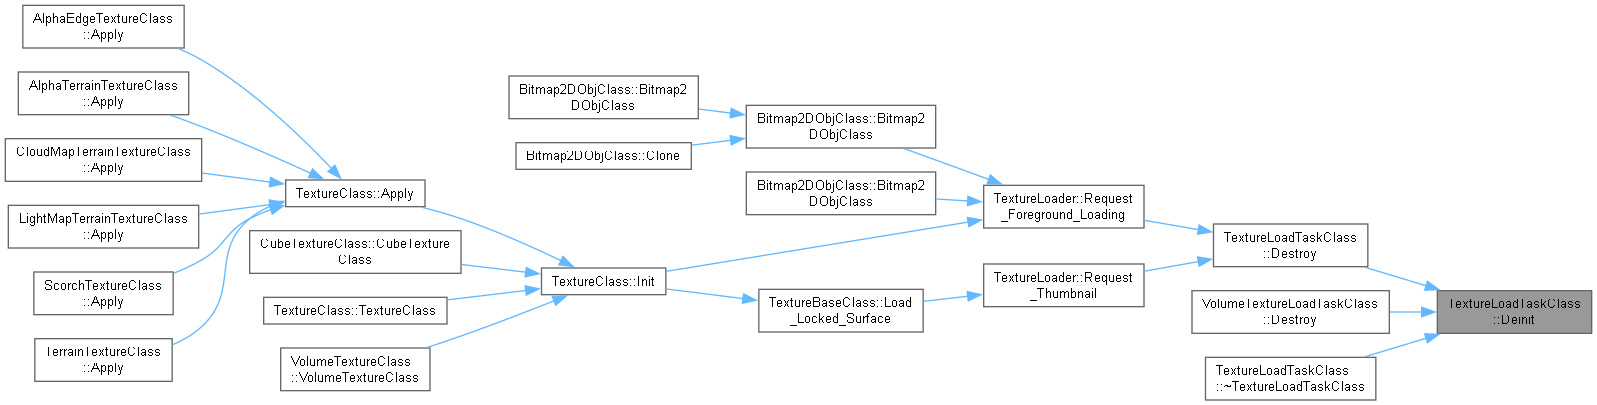 AlphaEdgeTextureClass
::Apply
AlphaTerrainTextureClass
::Apply
CloudMapTerrainTextureClass
::Apply
LightMapTerrainTextureClass
::Apply
ScorchTextureClass
::Apply
TerrainTextureClass
::Apply
TextureClass::Apply
CubeTextureClass::CubeTexture
Class
TextureClass::TextureClass
VolumeTextureClass
::VolumeTextureClass
Bitmap2DObjClass::Bitmap2
DObjClass
Bitmap2DObjClass::Clone
TextureClass::Init
Bitmap2DObjClass::Bitmap2
DObjClass
Bitmap2DObjClass::Bitmap2
DObjClass
TextureBaseClass::Load
_Locked_Surface
TextureLoader::Request
_Foreground_Loading
TextureLoader::Request
_Thumbnail
TextureLoadTaskClass
::Destroy
VolumeTextureLoadTaskClass
::Destroy
TextureLoadTaskClass
::~TextureLoadTaskClass
TextureLoadTaskClass
::Deinit